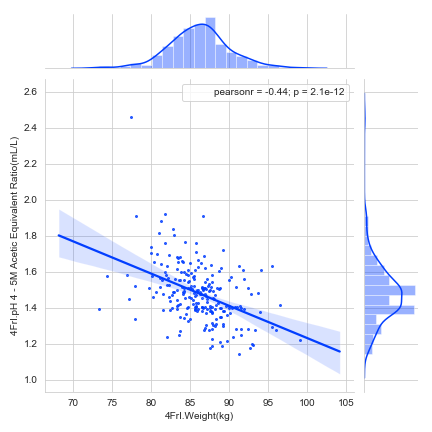 pearsonr = -0.44; p = 2.1e-12
2.6
2.4
2.2
2.0
1.8
1.6
1.4
1.2
1.0
4FrI.pH 4 - 5M Acetic Equivalent Ratio(mL/L)
70 75 80 85 90 95 100 105
4FrI.Weight(kg)